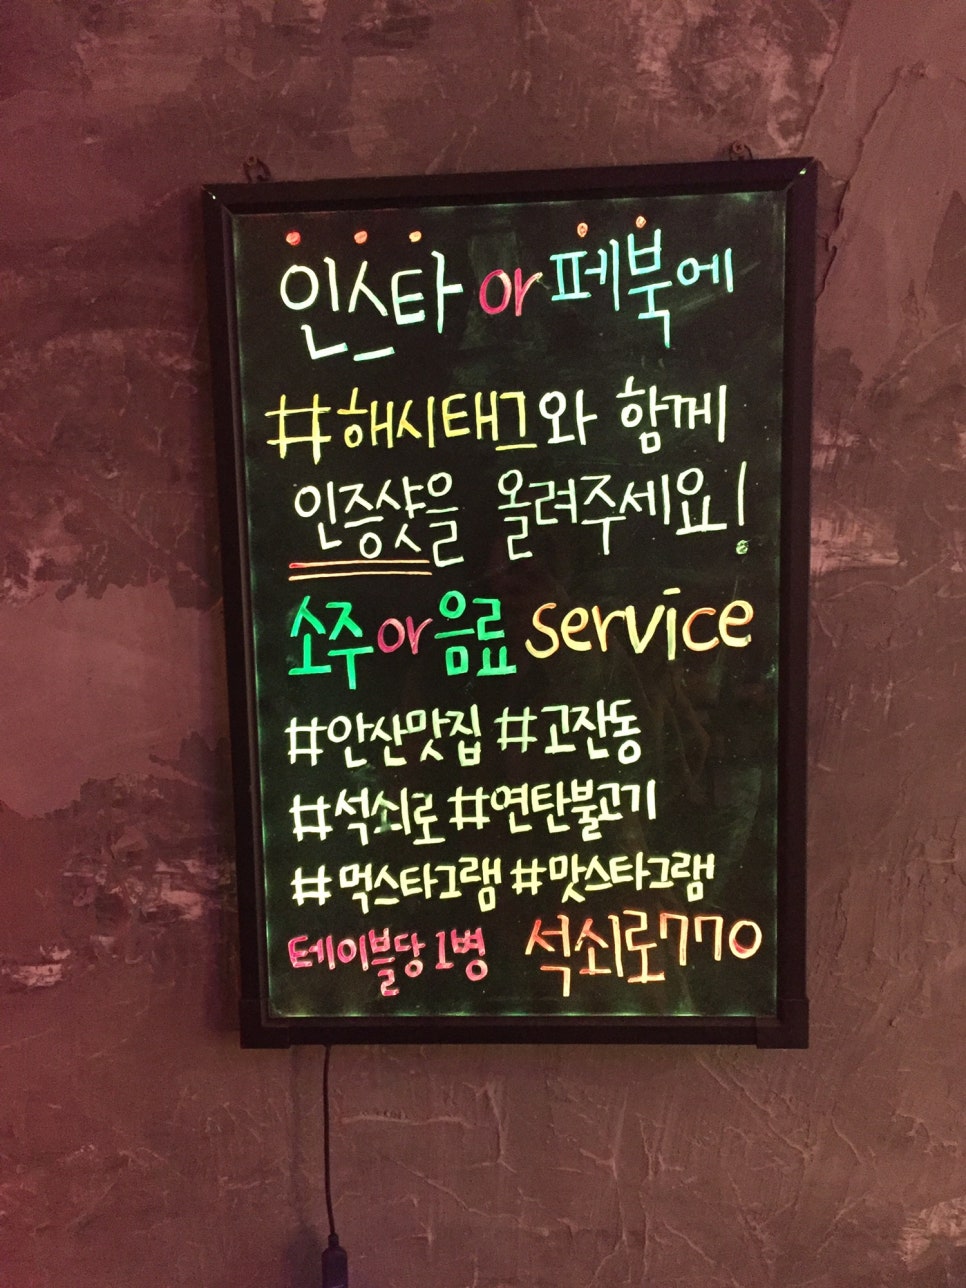 인스타 or 페북에
#해시태그와 함께
인증샷을 올려주세요!
소주 or 음료 service
#안산맛집 #고잔동
#석쇠로 #연탄불고기
#먹스타그램 #맛스타그램
테이블당 1병 석쇠로770